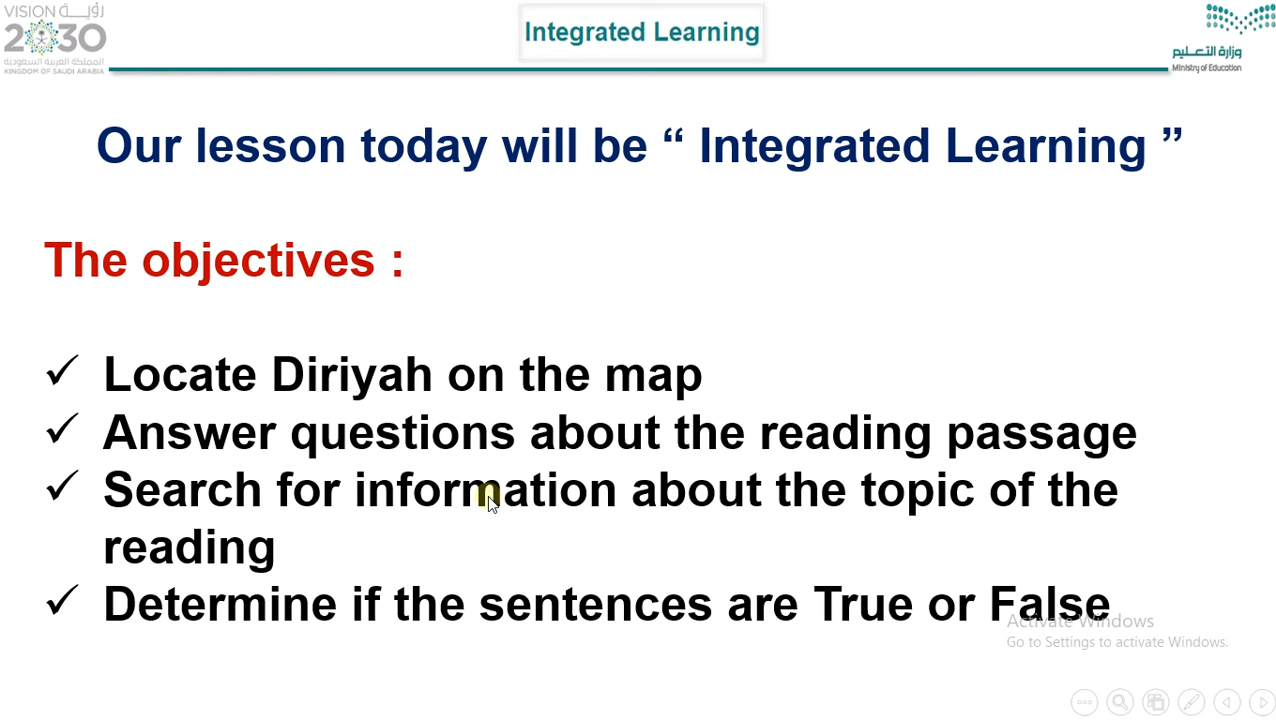 VISION رؤيـــة
2030
المملكة العربية السعودية
KINGDOM OF SAUDI ARABIA
Integrated Learning
وزارة التعـليم
Ministry of Education
Our lesson today will be “ Integrated Learning ”
The objectives :
✓ Locate Diriyah on the map
✓ Answer questions about the reading passage
✓ Search for information about the topic of the
reading
✓ Determine if the sentences are True or False
Activate Windows
Go to Settings to activate Windows.